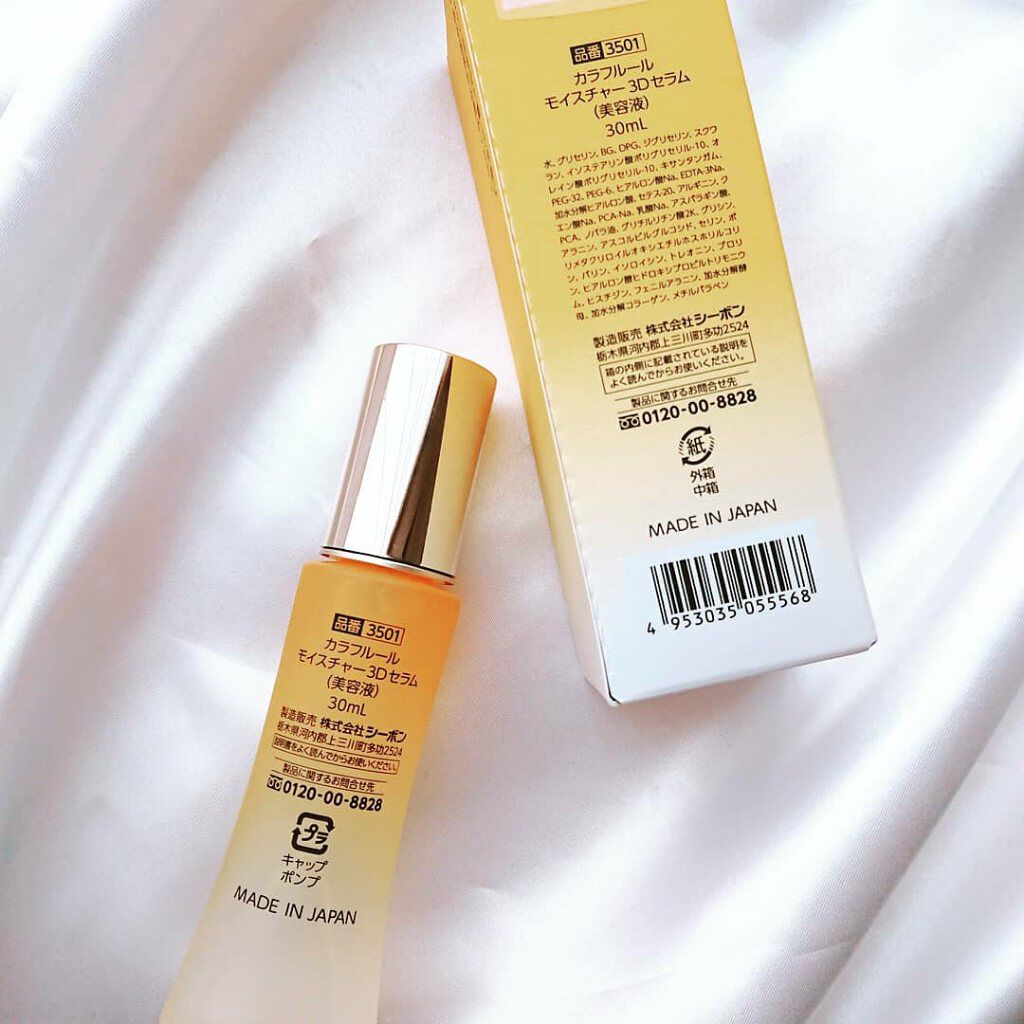 品番 3501
カラフルール
モイスチャー 3Dセラム
(美容液)
30mL
水、グリセリン、BG、DPG、ジグリセリン、スクワ
ラン、イソステアリン酸ポリグリセリル-10、オ
レイン酸ポリグリセリル-10、キサンタンガム、
PEG-32、PEG-6、ヒアルロン酸Na、EDTA-3Na、
加水分解ヒアルロン酸、セテス-20、アルギニン、ク
エン酸Na、PCA-Na、乳酸Na、アスパラギン酸、
PCA、ノバラ油、グリチルリチン酸2K、グリシン、
アラニン、アスコルビルグルコシド、セリン、ポ
リメタクリロイルオキシエチルホスホリルコリ
ン、バリン、イソロイシン、トレオニン、プロリ
ン、ヒアルロン酸ヒドロキシプロピルトリモニウ
ム、ヒスチジン、フェニルアラニン、加水分解酵
母、加水分解コラーゲン、メチルパラベン
製造販売 株式会社シーボン
栃木県河内郡上三川町多功2524
箱の内側に記載されている説明を
よく読んでからお使いください。
製品に関するお問合せ先
0120-00-8828
紙
外箱
中箱
MADE IN JAPAN
4 953035 055568
品番 3501
カラフルール
モイスチャー 3Dセラム
(美容液)
30mL
製造販売 株式会社シーボン
栃木県河内郡上三川町多功2524
説明書をよく読んでからお使いください。
製品に関するお問合せ先
0120-00-8828
プラ
キャップ
ポンプ
MADE IN JAPAN